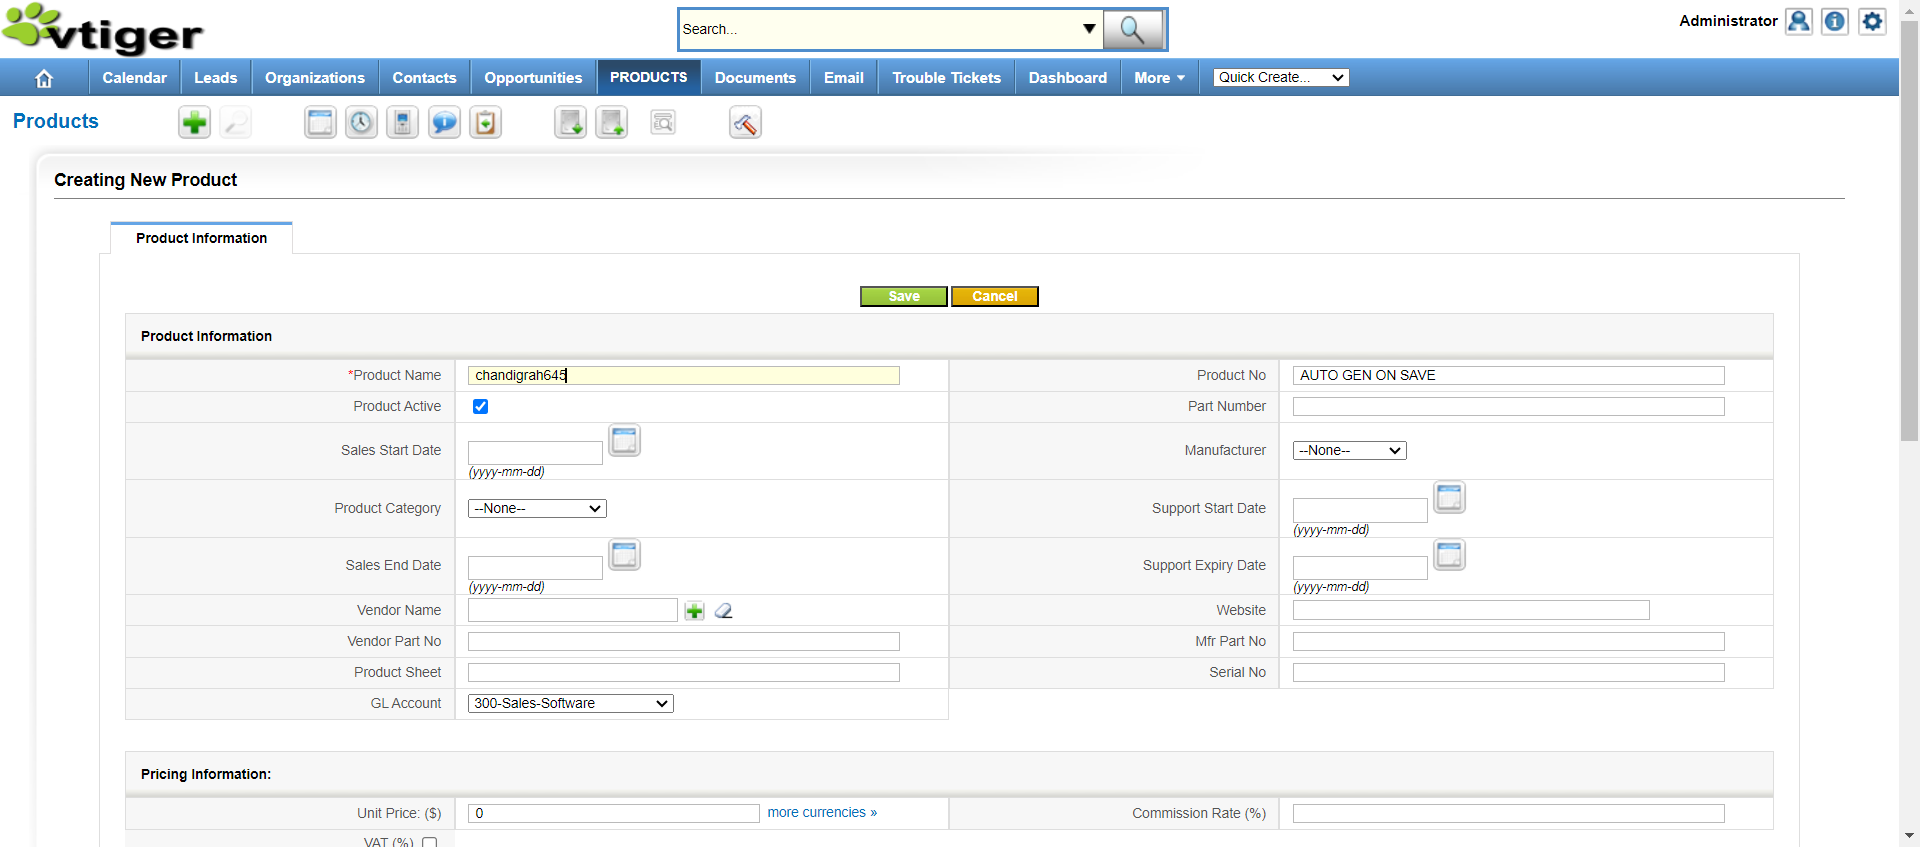 vtiger
Search...
Administrator
Calendar Leads Organizations Contacts Opportunities PRODUCTS Documents Email Trouble Tickets Dashboard More Quick Create...
Products
Creating New Product
Product Information
Save Cancel
Product Information
*Product Name chandigrah645 Product No AUTO GEN ON SAVE
Product Active Part Number
Sales Start Date (yyyy-mm-dd) Manufacturer --None--
Product Category --None-- Support Start Date (yyyy-mm-dd)
Sales End Date (yyyy-mm-dd) Support Expiry Date (yyyy-mm-dd)
Vendor Name Website
Vendor Part No Mfr Part No
Product Sheet Serial No
GL Account 300-Sales-Software
Pricing Information:
Unit Price: ($) 0 more currencies » Commission Rate (%)
VAT (%)